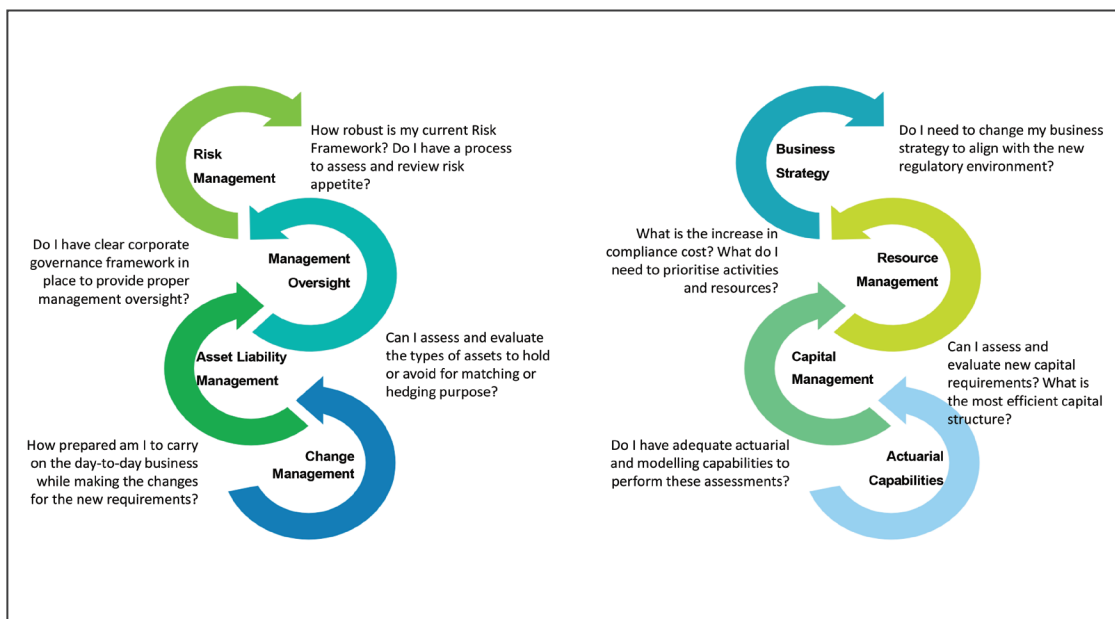 Risk
Management
How robust is my current Risk
Framework? Do I have a process
to assess and review risk
appetite?
Do I have clear corporate
governance framework in
place to provide proper
management oversight?
Management
Oversight
Asset Liability
Management
Can I assess and evaluate
the types of assets to hold
or avoid for matching or
hedging purpose?
How prepared am I to carry
on the day-to-day business
while making the changes
for the new requirements?
Change
Management
Business
Strategy
Do I need to change my business
strategy to align with the new
regulatory environment?
What is the increase in
compliance cost? What do I
need to prioritise activities
and resources?
Resource
Management
Capital
Management
Can I assess and
evaluate new capital
requirements? What is
the most efficient capital
structure?
Do I have adequate actuarial
and modelling capabilities to
perform these assessments?
Actuarial
Capabilities